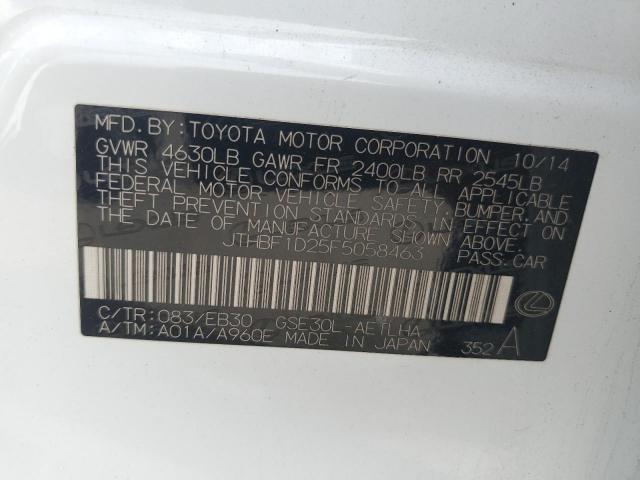 MFD. BY: TOYOTA MOTOR CORPORATION 10/14
GVWR 4630LB GAWR FR 2400LB RR 2545LB
THIS VEHICLE CONFORMS TO ALL APPLICABLE
FEDERAL MOTOR VEHICLE SAFETY, BUMPER, AND
THEFT PREVENTION STANDARDS IN EFFECT ON
THE DATE OF MANUFACTURE SHOWN ABOVE.
JTHBF1D25F5058463 PASS.CAR
C/TR: 083/EB30 GSE30L-AETLHA
A/TM: A01A/A960E MADE IN JAPAN 352A